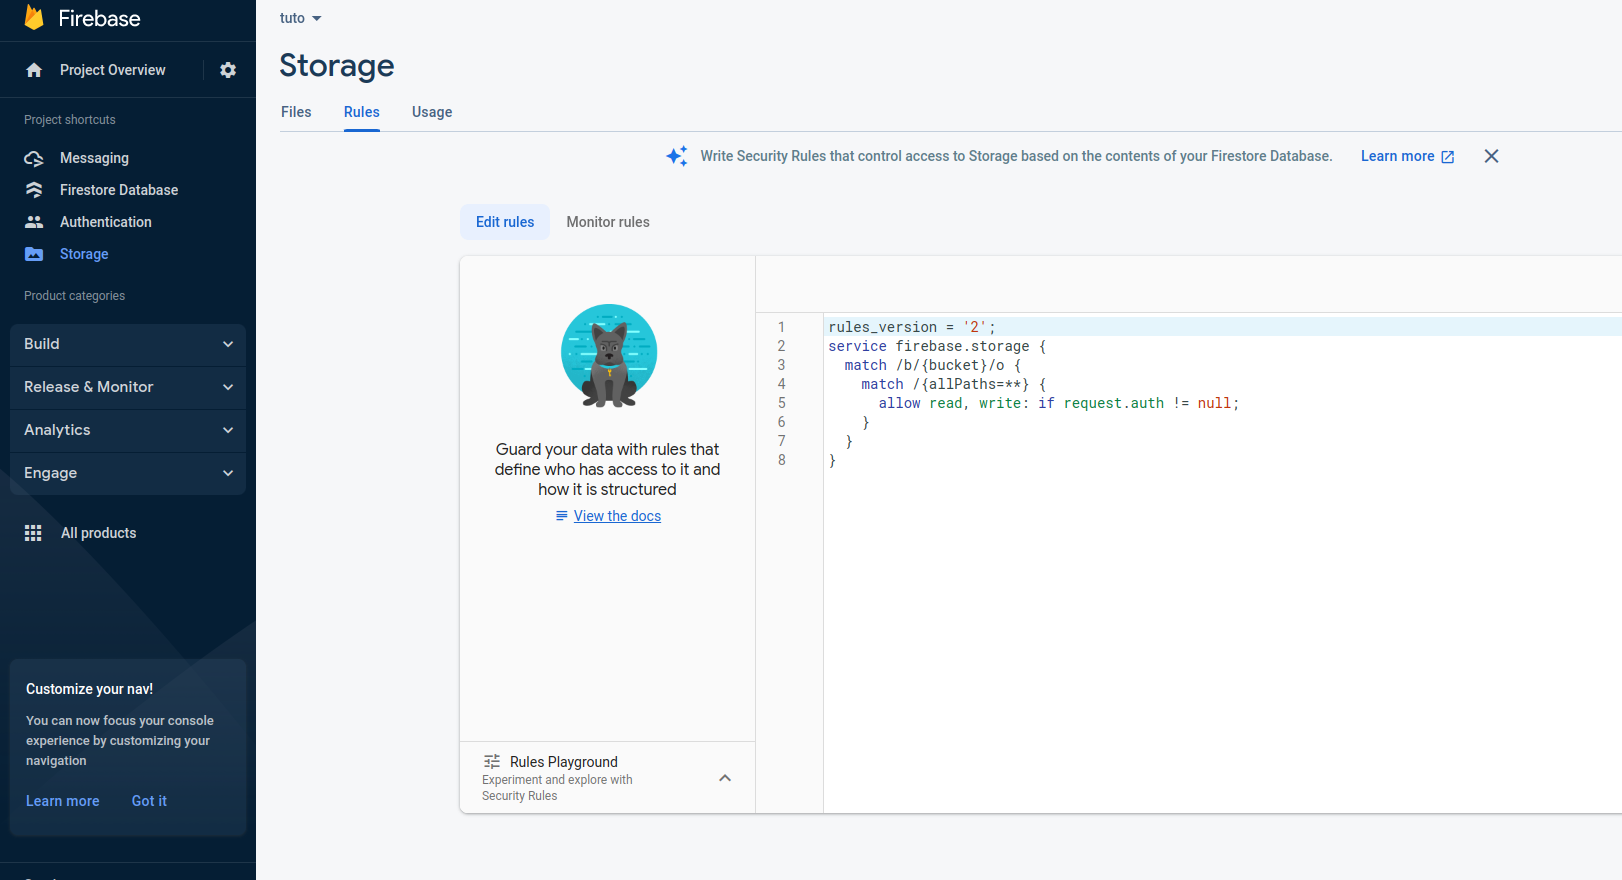 Firebase
Project Overview
Project shortcuts
Messaging
Firestore Database
Authentication
Storage
Product categories
Build
Release & Monitor
Analytics
Engage
All products
Customize your nav!
You can now focus your console
experience by customizing your
navigation
Learn more
Got it
tuto
Storage
Files
Rules
Usage
Write Security Rules that control access to Storage based on the contents of your Firestore Database.
Learn more
Edit rules
Monitor rules
Guard your data with rules that
define who has access to it and
how it is structured
View the docs
Rules Playground
Experiment and explore with
Security Rules
1 rules_version = '2';
2 service firebase.storage {
3 match /b/{bucket}/o {
4 match /{allPaths=**} {
5 allow read, write: if request.auth != null;
6 }
7 }
8 }